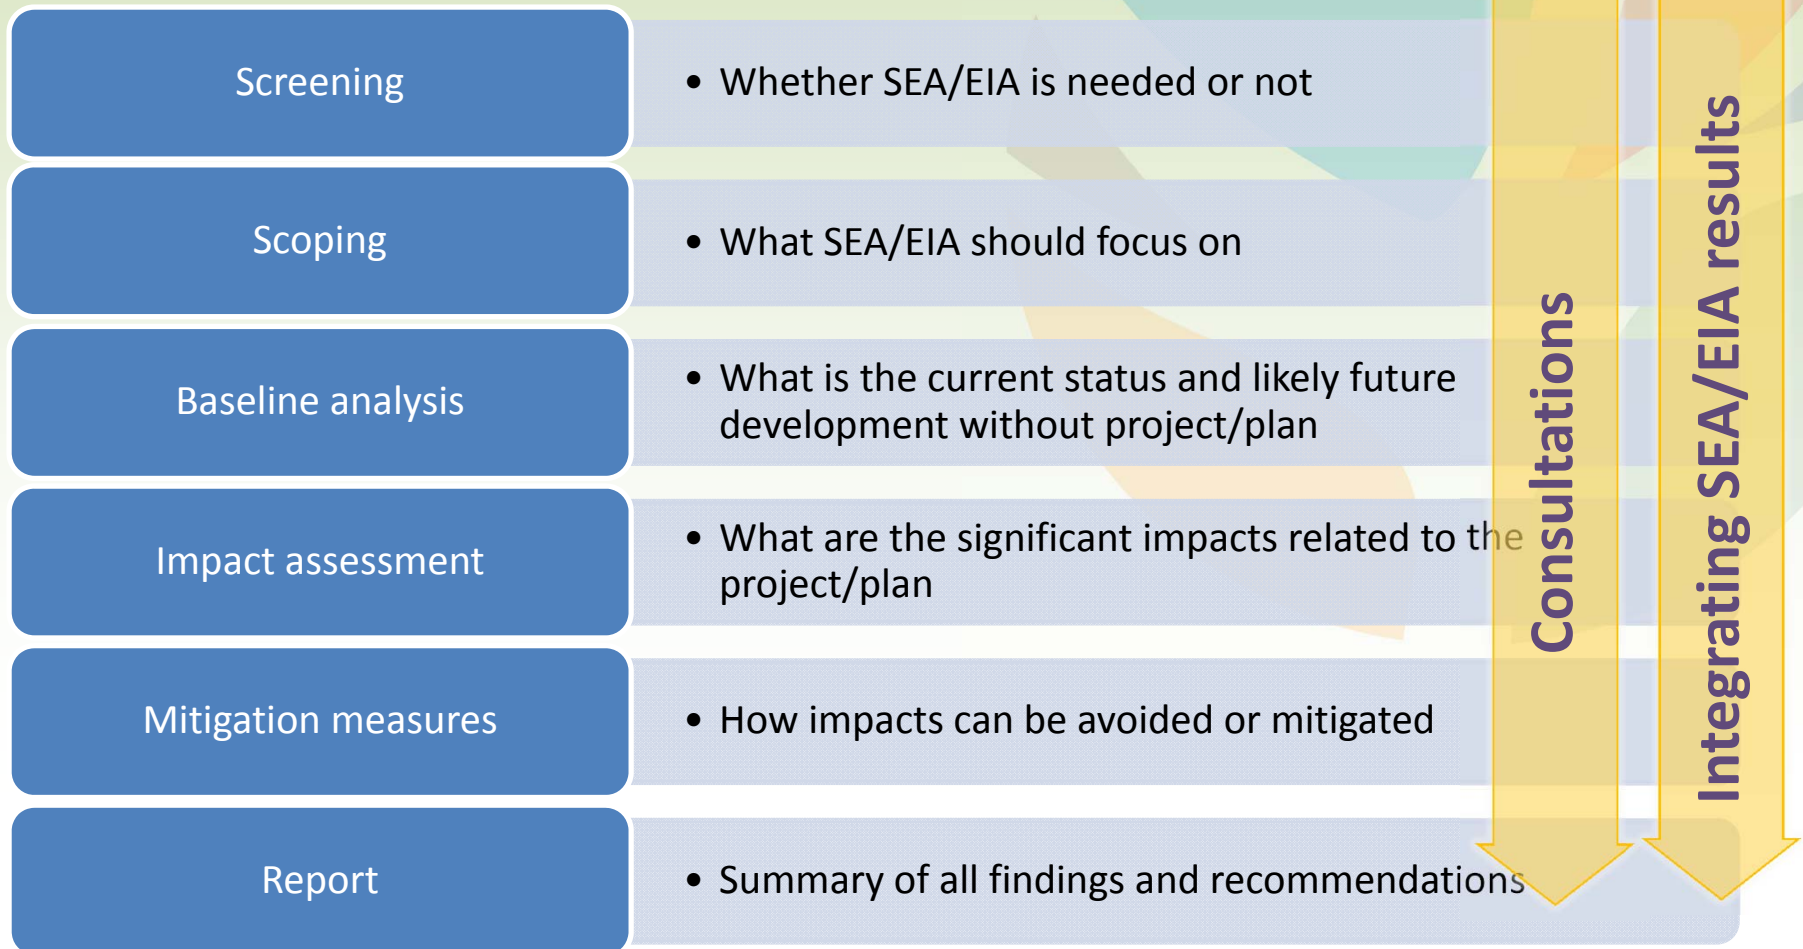 Screening
• Whether SEA/EIA is needed or not
Scoping
• What SEA/EIA should focus on
Baseline analysis
• What is the current status and likely future
development without project/plan
Impact assessment
• What are the significant impacts related to the
project/plan
Mitigation measures
• How impacts can be avoided or mitigated
Report
• Summary of all findings and recommendations
Consultations
Integrating SEA/EIA results